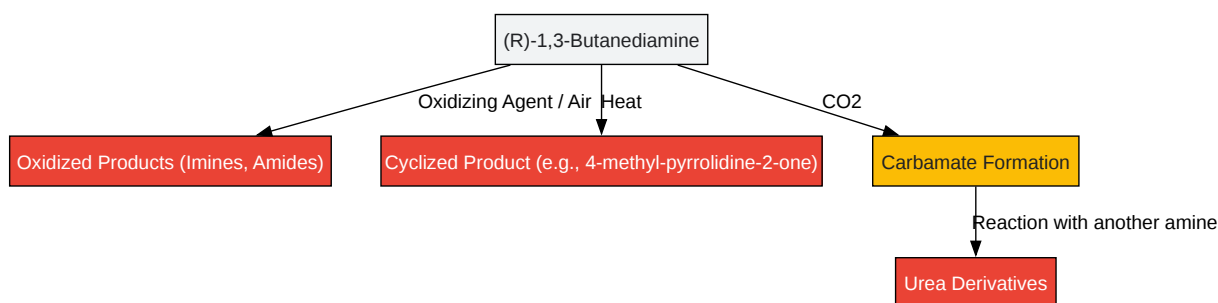 (R)-1,3-Butanediamine
Oxidizing Agent / Air
Heat
CO2
Oxidized Products (Imines, Amides)
Cyclized Product (e.g., 4-methyl-pyrrolidine-2-one)
Carbamate Formation
Reaction with another amine
Urea Derivatives